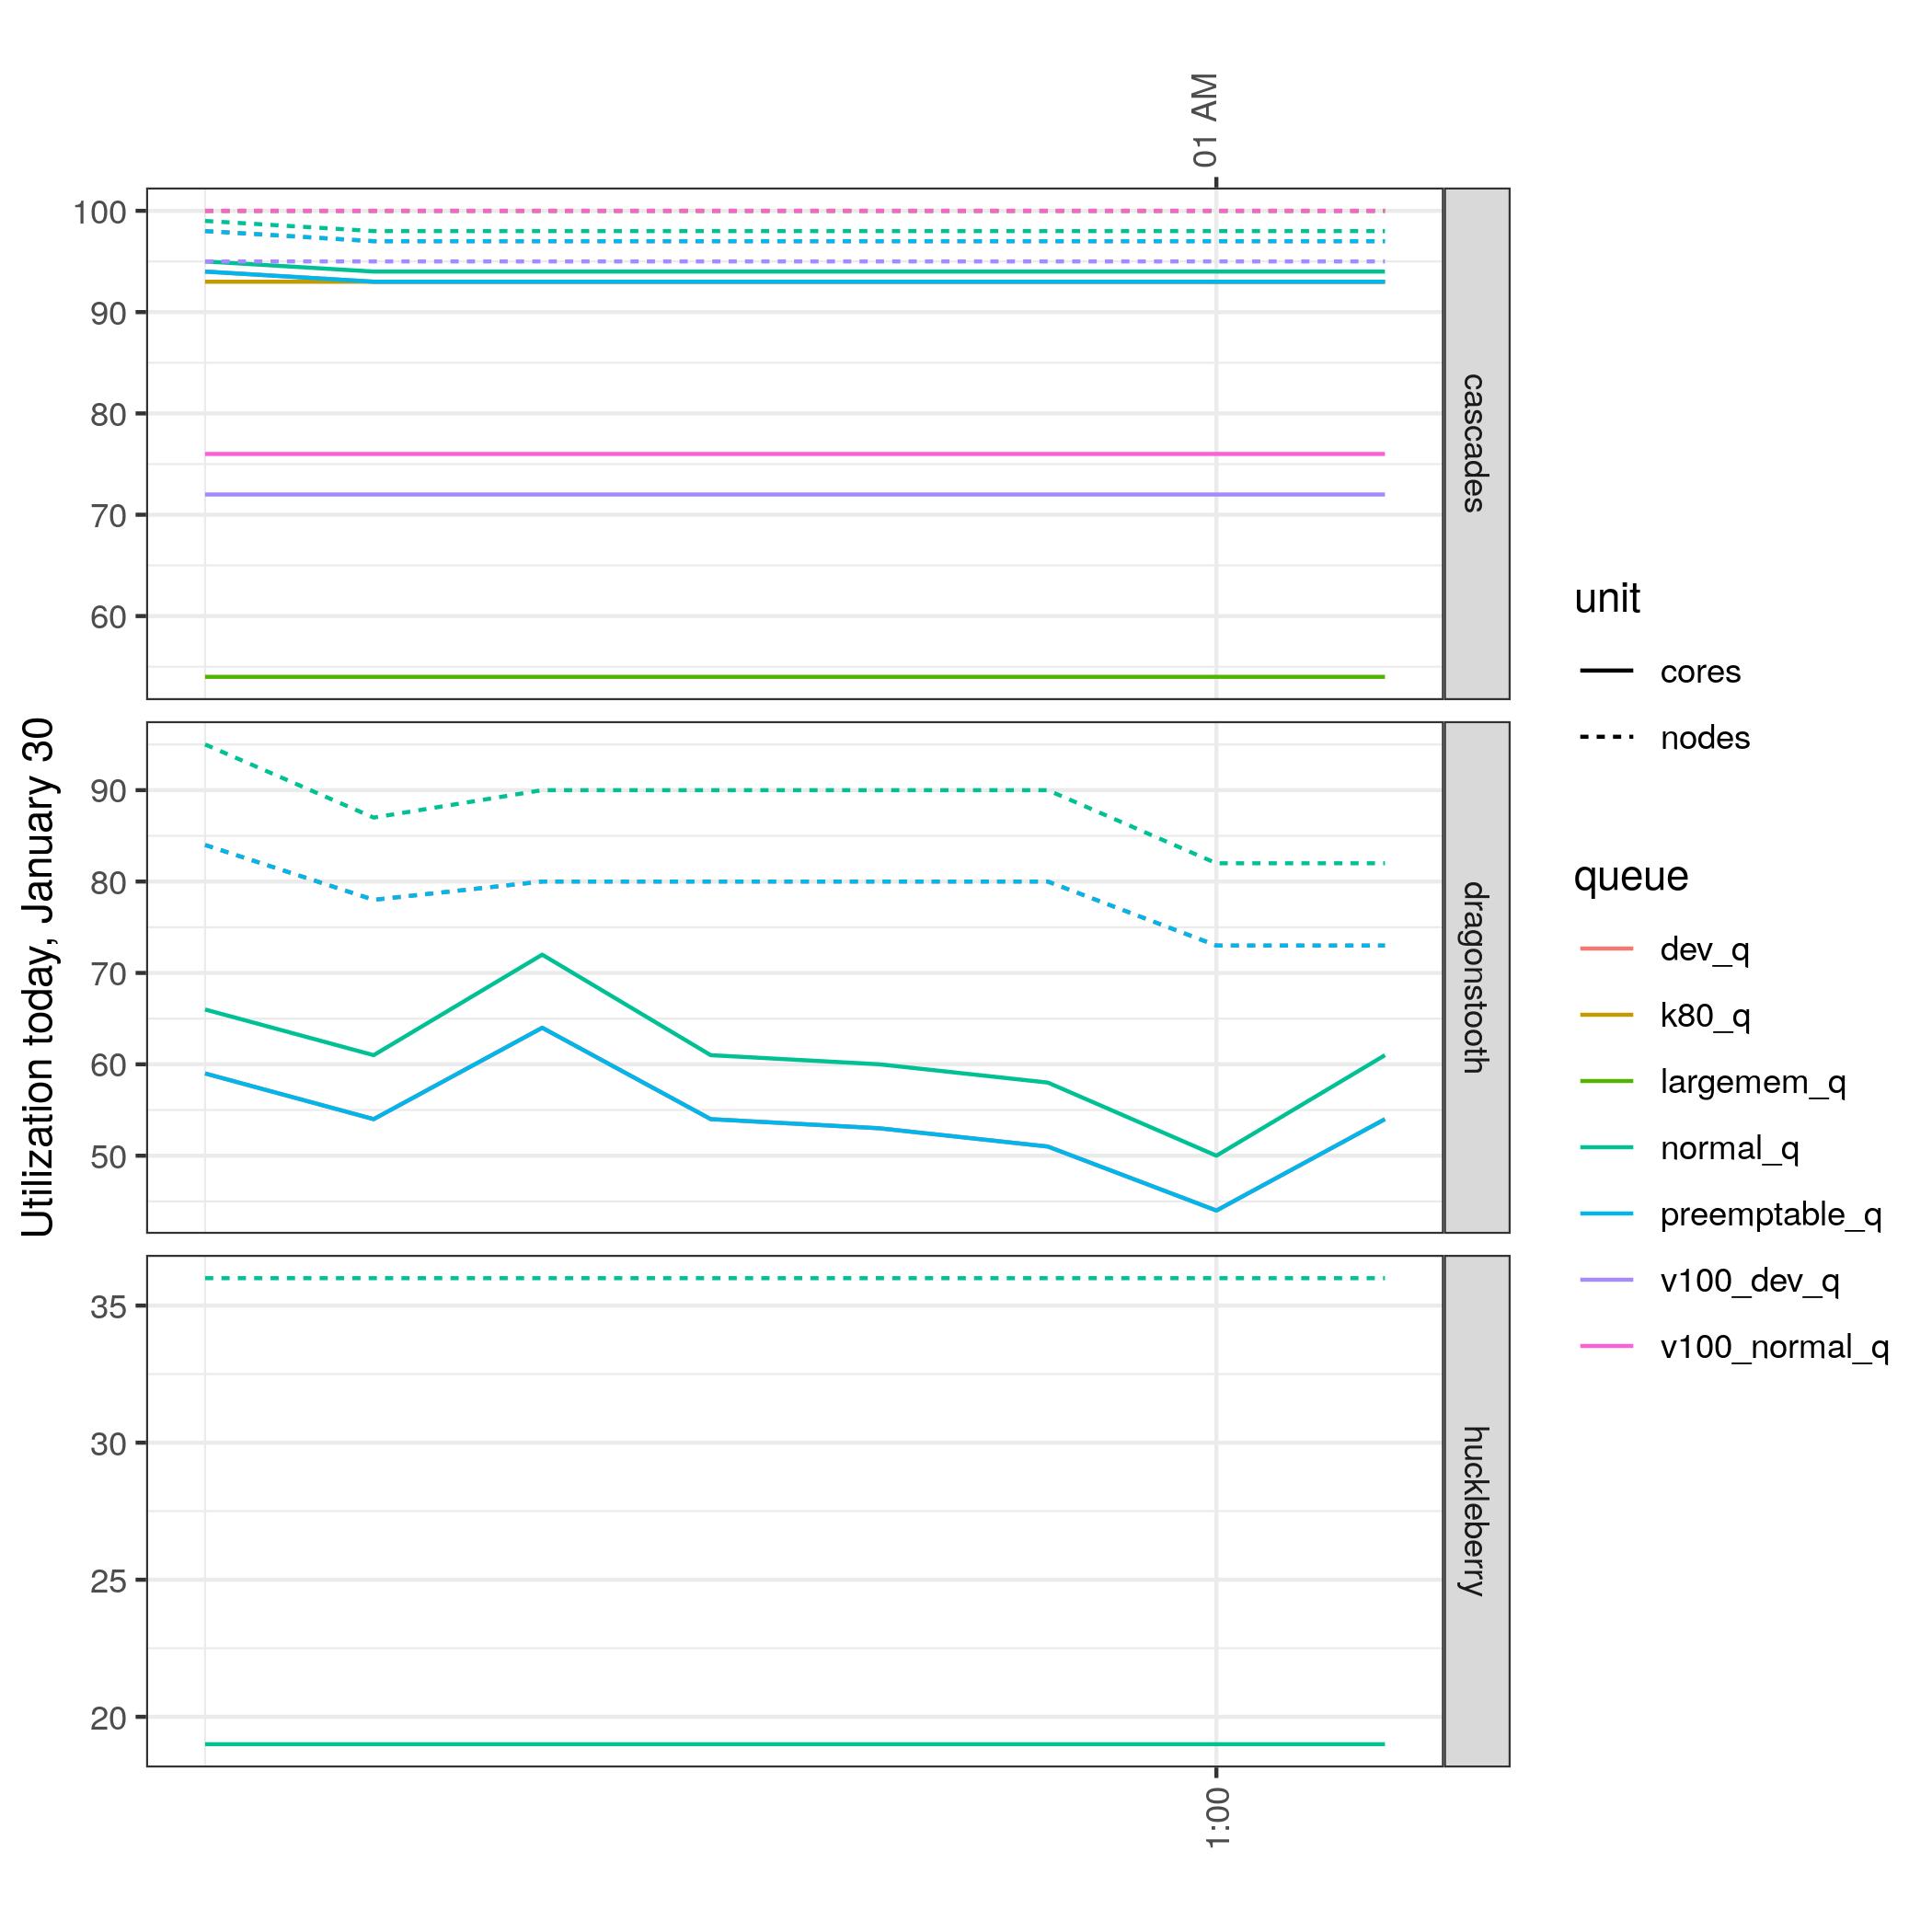 01 AM
100
90
80
70
60
cascades
Utilization today, January 30
90
80
70
60
50
dragonstooth
35
30
25
20
huckleberry
1:00
unit
cores
nodes
queue
dev_q
k80_q
largemem_q
normal_q
preemptable_q
v100_dev_q
v100_normal_q